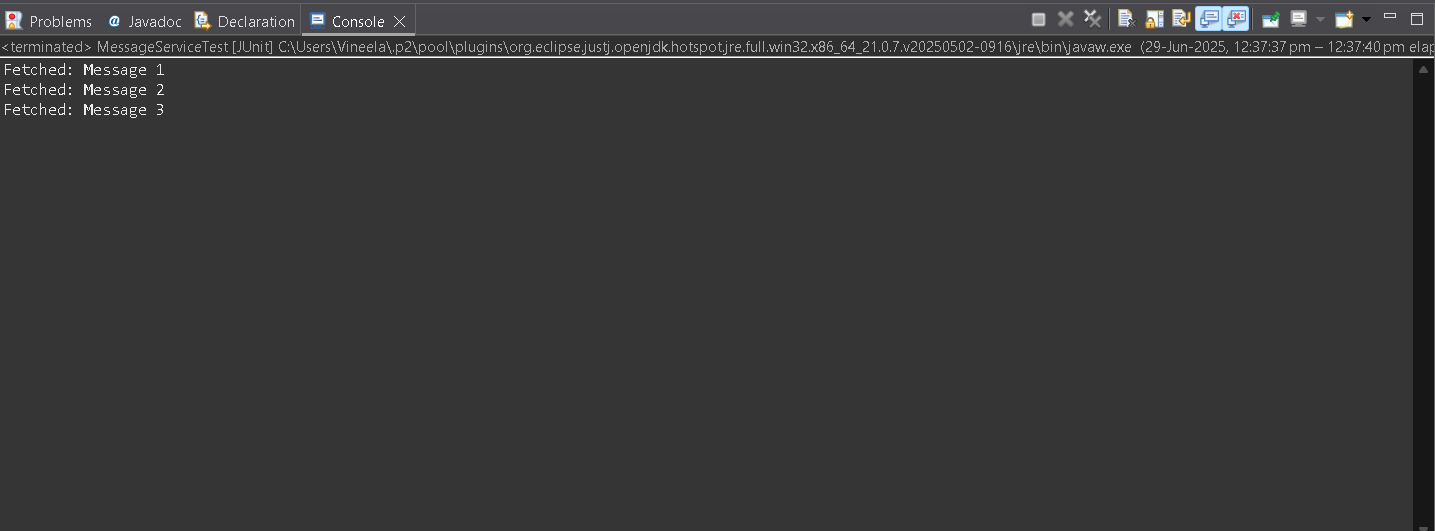 Problems @ Javadoc Declaration Console
<terminated> MessageServiceTest [JUnit] C:\Users\Vineela\.p2\pool\plugins\org.eclipse.justj.openjdk.hotspot.jre.full.win32.x86_64_21.0.7.v20250502-0916\jre\bin\javaw.exe (29-Jun-2025, 12:37:37 pm – 12:37:40 pm elap
Fetched: Message 1
Fetched: Message 2
Fetched: Message 3